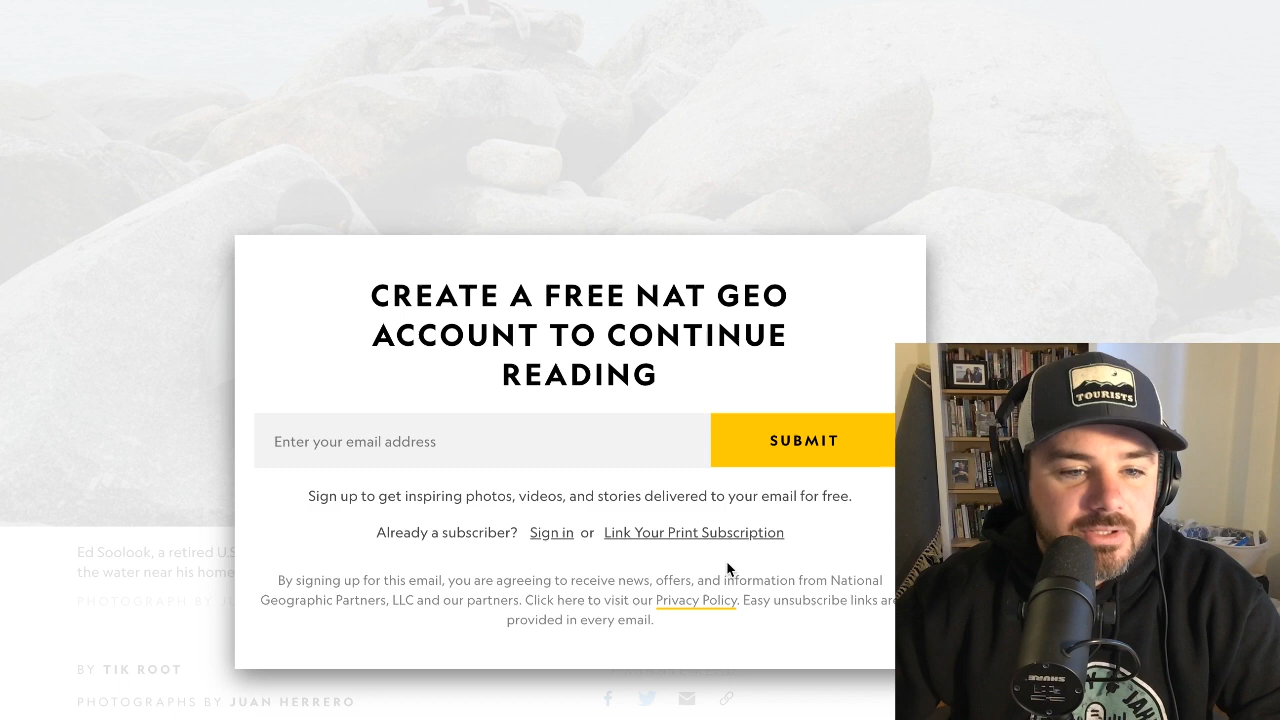 CREATE A FREE NAT GEO
ACCOUNT TO CONTINUE
READING
Enter your email address
SUBMIT
Sign up to get inspiring photos, videos, and stories delivered to your email for free.
Already a subscriber? Sign in or Link Your Print Subscription
By signing up for this email, you are agreeing to receive news, offers, and information from National
Geographic Partners, LLC and our partners. Click here to visit our Privacy Policy. Easy unsubscribe links are
provided in every email.
Ed Soolook, a retired U.S
the water near his home
PHOTOGRAPH BY
BY TIK ROOT
PHOTOGRAPHS BY JUAN HERRERO
TOURISTS
SHURE
JAH